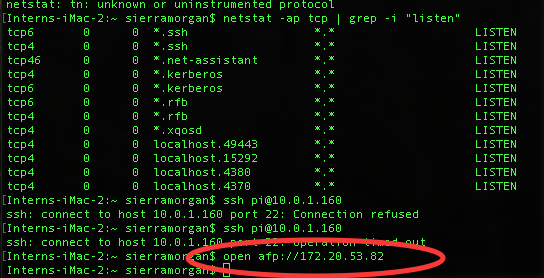 netstat: tn: unknown or uninstrumented protocol
[Interns-iMac-2:~ sierramorgan$ netstat -ap tcp | grep -i "listen"
tcp6 0 0 *.ssh *.* LISTEN
tcp4 0 0 *.ssh *.* LISTEN
tcp46 0 0 *.net-assistant *.* LISTEN
tcp4 0 0 *.kerberos *.* LISTEN
tcp6 0 0 *.kerberos *.* LISTEN
tcp6 0 0 *.rfb *.* LISTEN
tcp4 0 0 *.rfb *.* LISTEN
tcp4 0 0 *.xqosd *.* LISTEN
tcp4 0 0 localhost.49443 *.* LISTEN
tcp4 0 0 localhost.15292 *.* LISTEN
tcp4 0 0 localhost.4380 *.* LISTEN
tcp4 0 0 localhost.4370 *.* LISTEN
[Interns-iMac-2:~ sierramorgan$ ssh pi@10.0.1.160
ssh: connect to host 10.0.1.160 port 22: Connection refused
[Interns-iMac-2:~ sierramorgan$ ssh pi@10.0.1.160
ssh: connect to host 10.0.1.160 port 22: Operation timed out
[Interns-iMac-2:~ sierramorgan$ open afp://172.20.53.82
[Interns-iMac-2:~ sierramorgan$